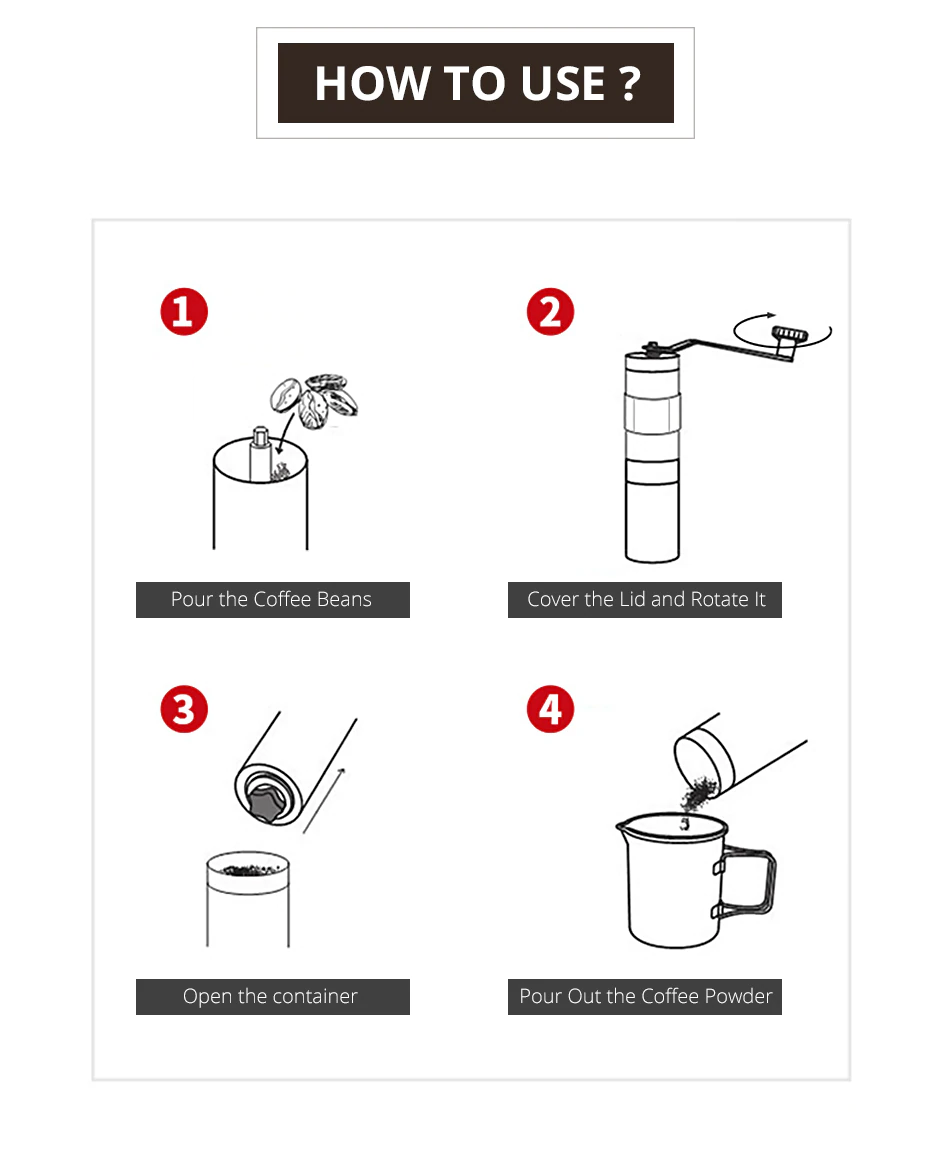 HOW TO USE ?
1
2
Pour the Coffee Beans
Cover the Lid and Rotate It
3
4
Open the container
Pour Out the Coffee Powder